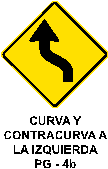 CURVA Y
CONTRACURVA A
LA IZQUIERDA
PG - 4b